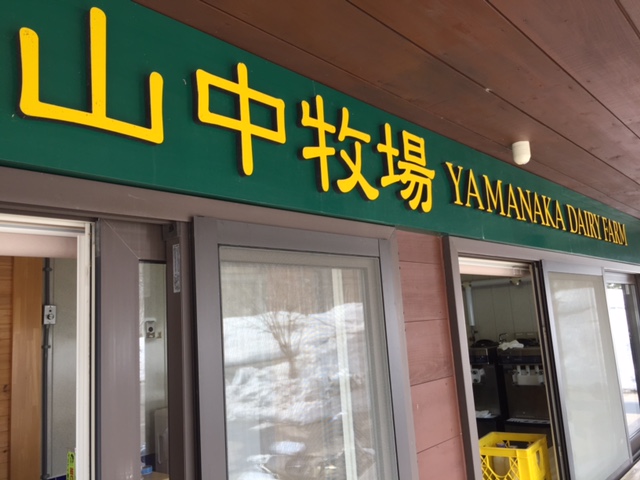 山中牧場 YAMANAKA DAIRY FARM